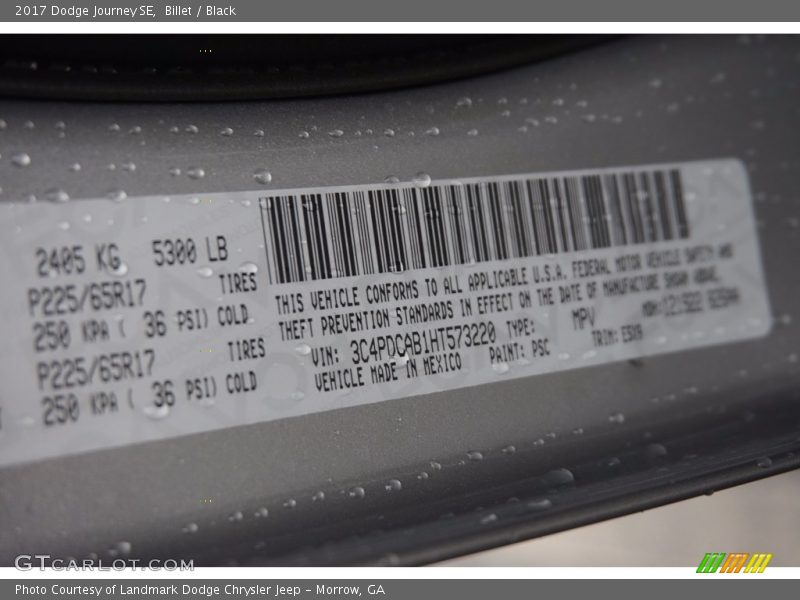 2017 Dodge Journey SE, Billet / Black
2405 KG 5300 LB
P225/65R17 TIRES
250 KPA ( 36 PSI) COLD
P225/65R17 TIRES
250 KPA ( 36 PSI) COLD
THIS VEHICLE CONFORMS TO ALL APPLICABLE U.S.A. FEDERAL MOTOR VEHICLE SAFETY AND
THEFT PREVENTION STANDARDS IN EFFECT ON THE DATE OF MANUFACTURE SHOWN ABOVE.
VIN: 3C4PDCAB1HT573220 TYPE: MPV
VEHICLE MADE IN MEXICO PAINT: PSC TRIM:
GTCARLOT.COM
Photo Courtesy of Landmark Dodge Chrysler Jeep – Morrow, GA